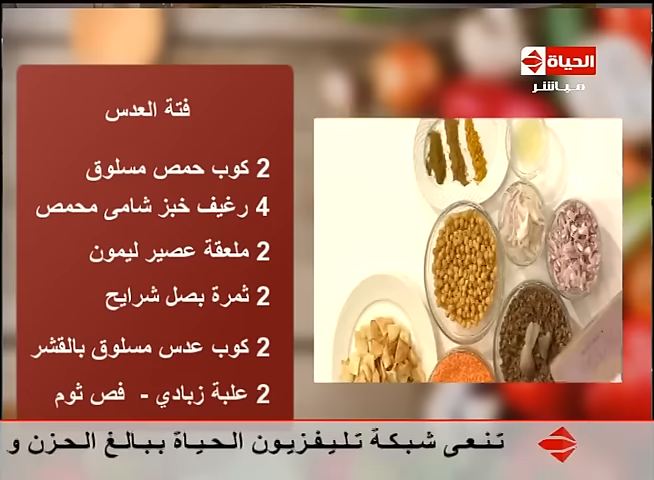 الحياة
مباشر
فتة العدس
2 كوب حمص مسلوق
4 رغيف خبز شامى محمص
2 ملعقة عصير ليمون
2 ثمرة بصل شرايح
2 كوب عدس مسلوق بالقشر
2 علبة زبادي - فص ثوم
تنعى شبكة تليفزيون الحياة ببالغ الحزن و